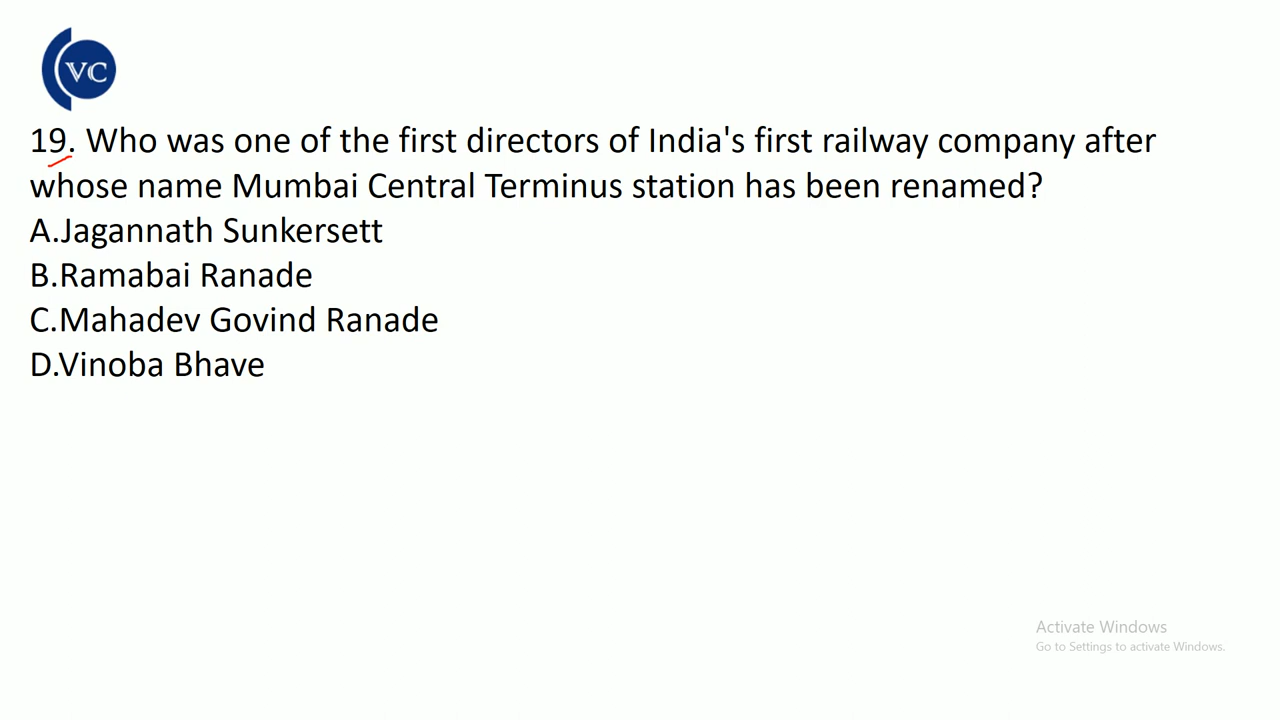 VC
19. Who was one of the first directors of India's first railway company after
whose name Mumbai Central Terminus station has been renamed?
A.Jagannath Sunkersett
B.Ramabai Ranade
C.Mahadev Govind Ranade
D.Vinoba Bhave
Activate Windows
Go to Settings to activate Windows.